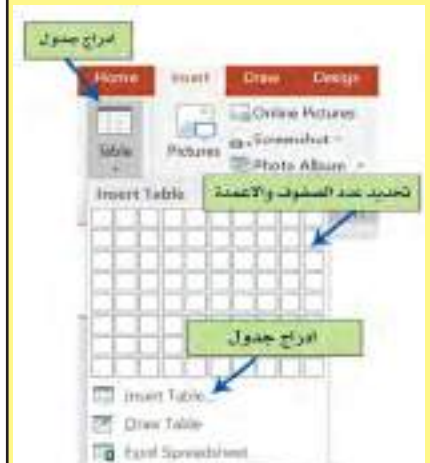 ادراج جدول
Home Insert Draw Design
Online Pictures
Screenshot
Table Pictures Photo Album
Insert Table
تحديد عدد الصفوف والاعمدة
ادراج جدول
Insert Table...
Draw Table
Excel Spreadsheet